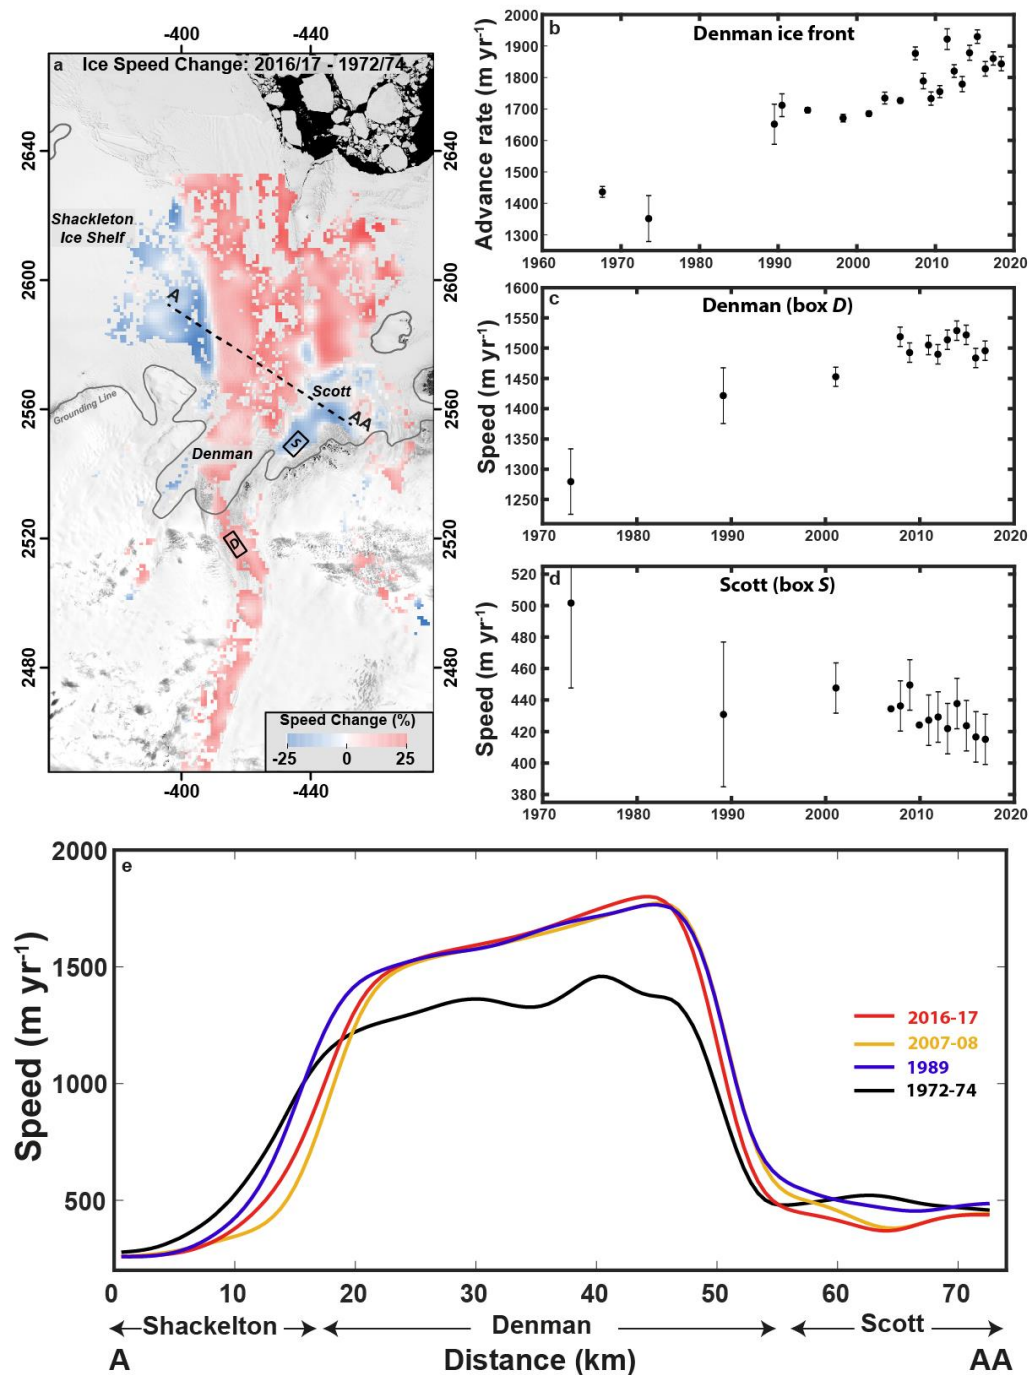 -400 -440
a Ice Speed Change: 2016/17 - 1972/74
2640
2600
2560
2520
2480
2640
2600
2560
2520
2480
Shackleton
Ice Shelf
A
Scott
AA
Grounding Line
S
Denman
D
Speed Change (%)
-25 0 25
-400 -440
b Denman ice front
Advance rate (m yr-1)
2000
1900
1800
1700
1600
1500
1400
1300
1960 1970 1980 1990 2000 2010 2020
c Denman (box D)
Speed (m yr-1)
1600
1550
1500
1450
1400
1350
1300
1250
1970 1980 1990 2000 2010 2020
d Scott (box S)
Speed (m yr-1)
520
500
480
460
440
420
400
380
1970 1980 1990 2000 2010 2020
e
Speed (m yr-1)
2000
1500
1000
500
2016-17
2007-08
1989
1972-74
0 10 20 30 40 50 60 70
Shackelton Denman Scott
A Distance (km) AA